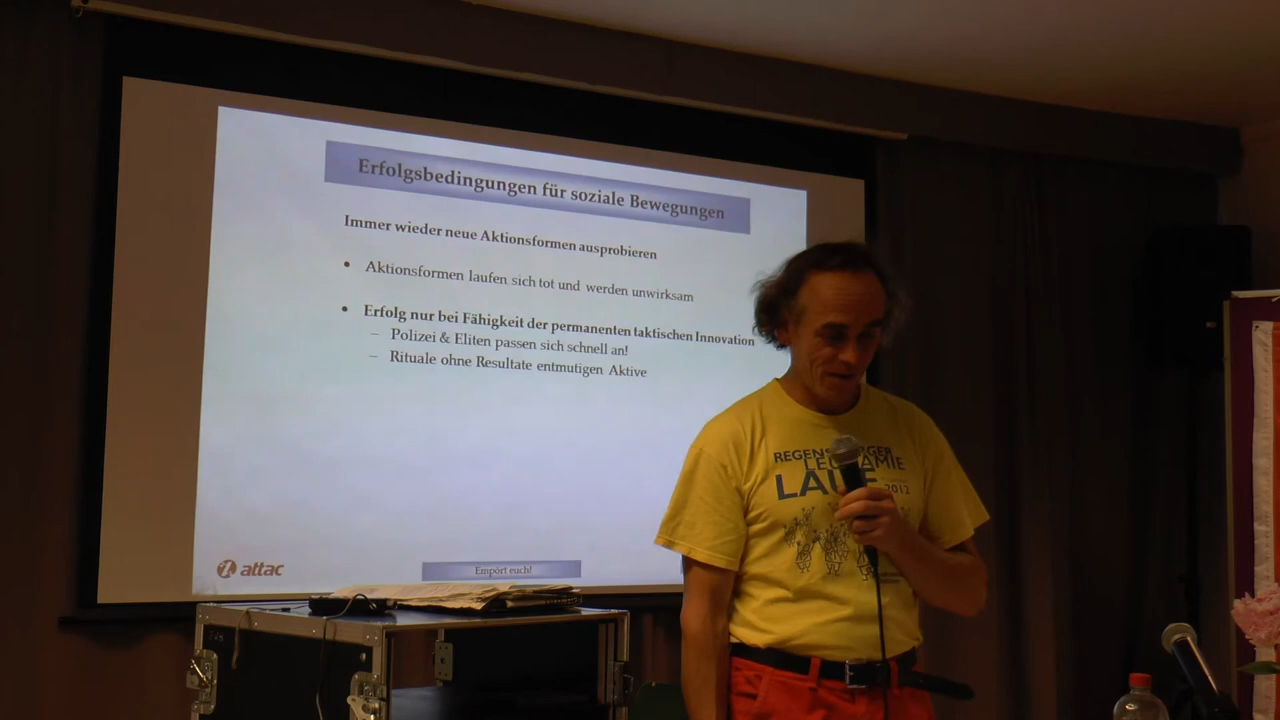 Erfolgsbedingungen für soziale Bewegungen
Immer wieder neue Aktionsformen ausprobieren
• Aktionsformen laufen sich tot und werden unwirksam
• Erfolg nur bei Fähigkeit der permanenten taktischen Innovation
– Polizei & Eliten passen sich schnell an!
– Rituale ohne Resultate entmutigen Aktive
attac
Empört euch!
LAUF
2012